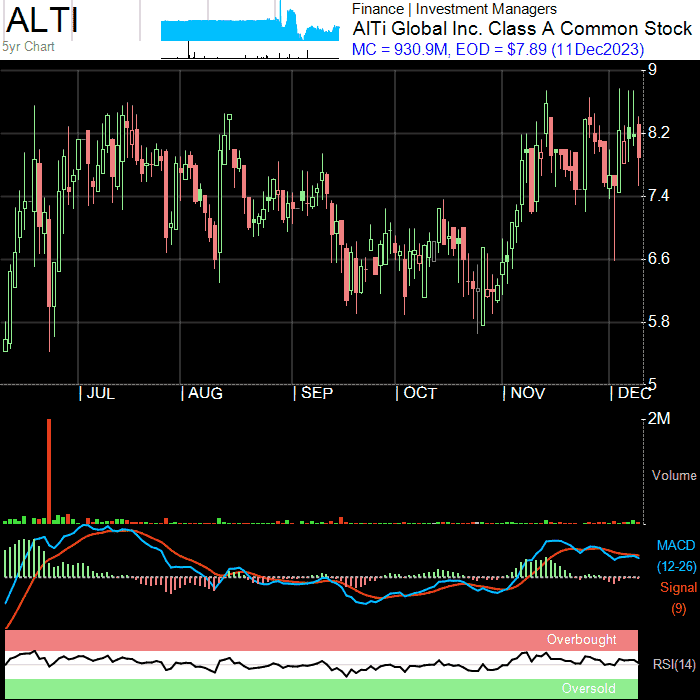 ALTI
5yr Chart
Finance | Investment Managers
AlTi Global Inc. Class A Common Stock
MC = 930.9M, EOD = $7.89 (11Dec2023)
9
8.2
7.4
6.6
5.8
5
| JUL
| AUG
| SEP
| OCT
| NOV
| DEC
2M
Volume
MACD
(12-26)
Signal
(9)
Overbought
RSI(14)
Oversold